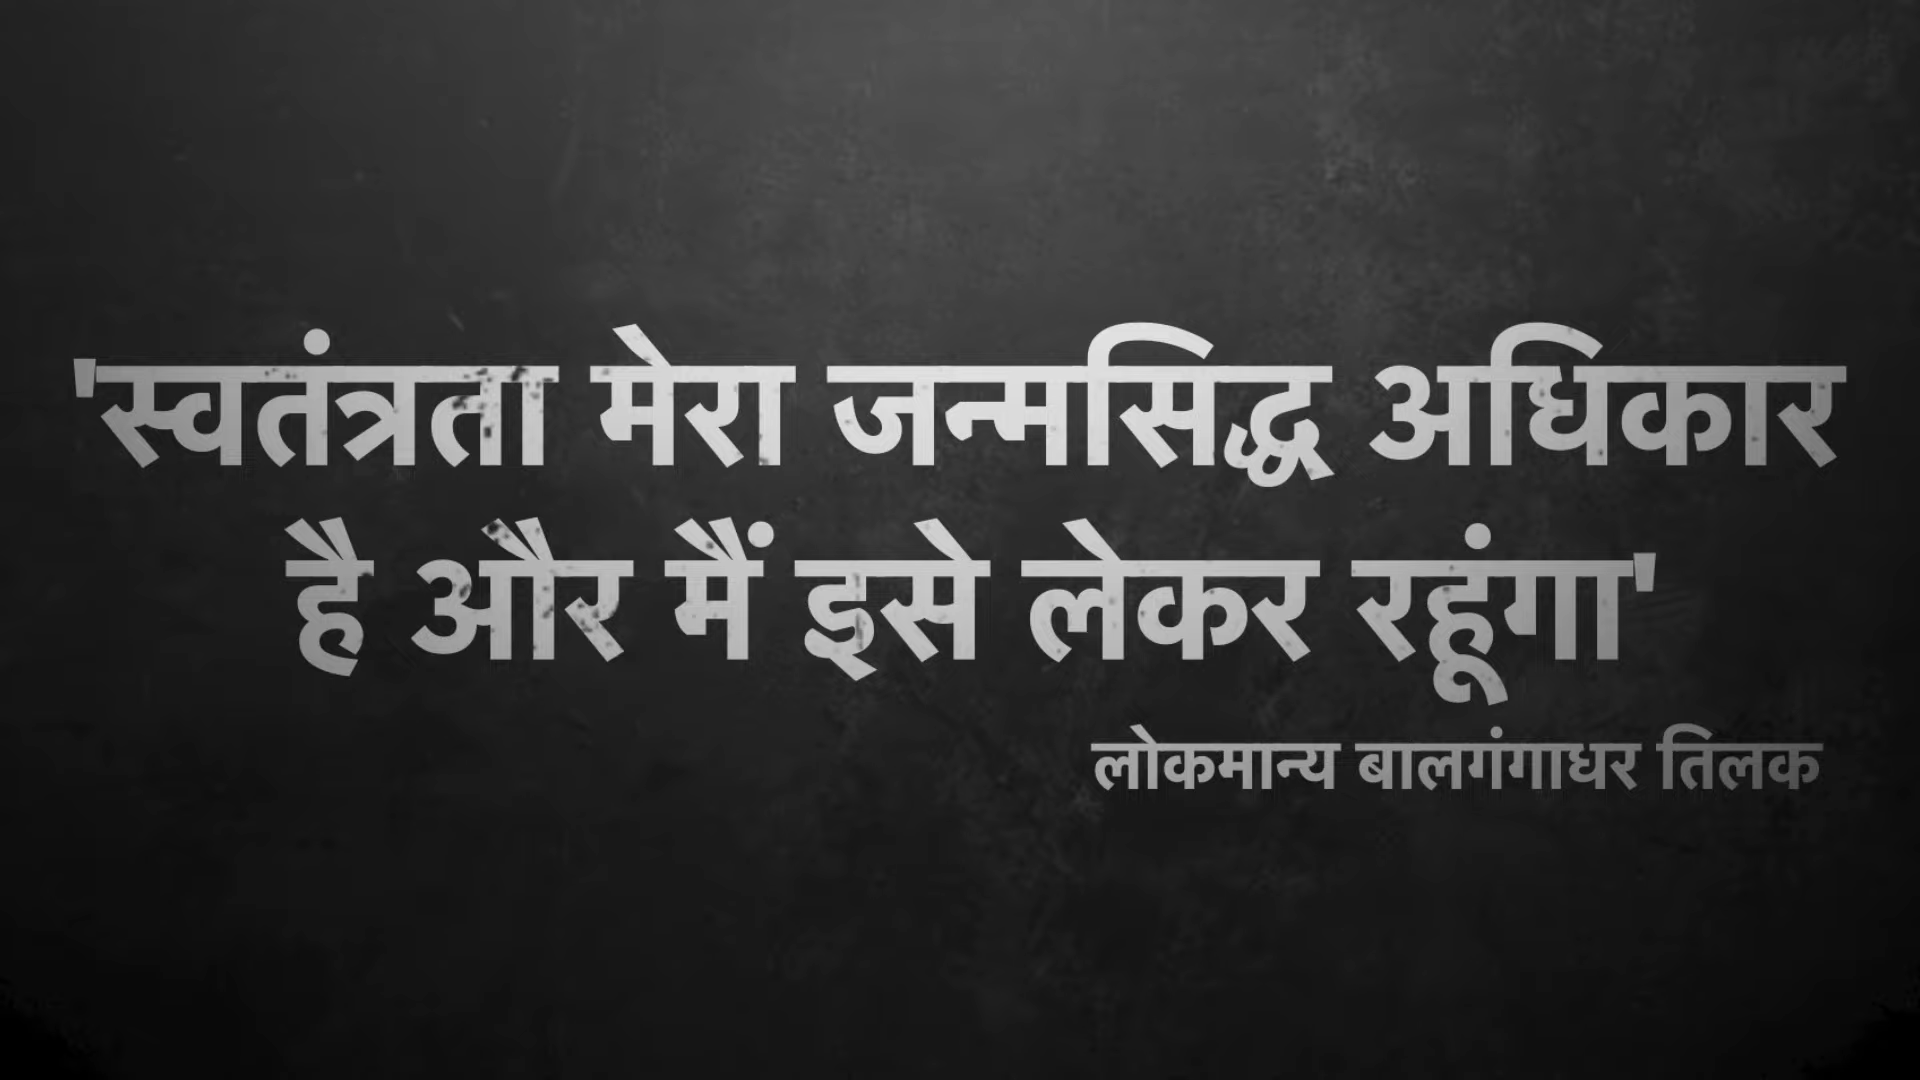 'स्वतंत्रता मेरा जन्मसिद्ध अधिकार
है और मैं इसे लेकर रहूंगा'
लोकमान्य बालगंगाधर तिलक